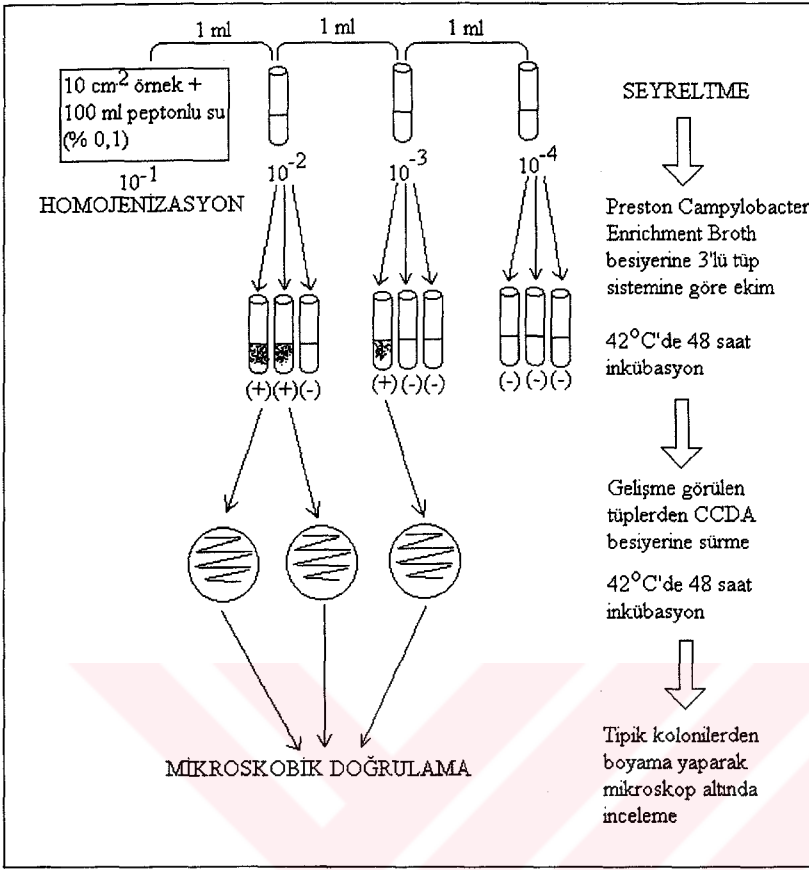 1 ml
1 ml
1 ml
10 cm² örnek +
100 ml peptonlu su
(% 0,1)
10⁻¹
HOMOJENİZASYON
10⁻²
10⁻³
10⁻⁴
(+)(+)(-)
(+)(-)(-)
(-)(-)(-)
MİKROSKOBİK DOĞRULAMA
SEYRELTME
Preston Campylobacter
Enrichment Broth
besiyerine 3'lü tüp
sistemine göre ekim
42°C'de 48 saat
inkübasyon
Gelişme görülen
tüplerden CCDA
besiyerine sürme
42°C'de 48 saat
inkübasyon
Tipik kolonilerden
boyama yaparak
mikroskop altında
inceleme